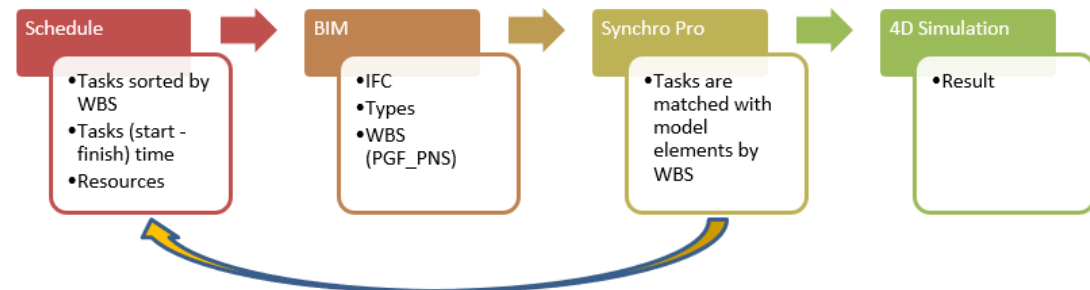 Schedule
•Tasks sorted by
WBS
•Tasks (start -
finish) time
•Resources
BIM
•IFC
•Types
•WBS
(PGF_PNS)
Synchro Pro
•Tasks are
matched with
model
elements by
WBS
4D Simulation
•Result